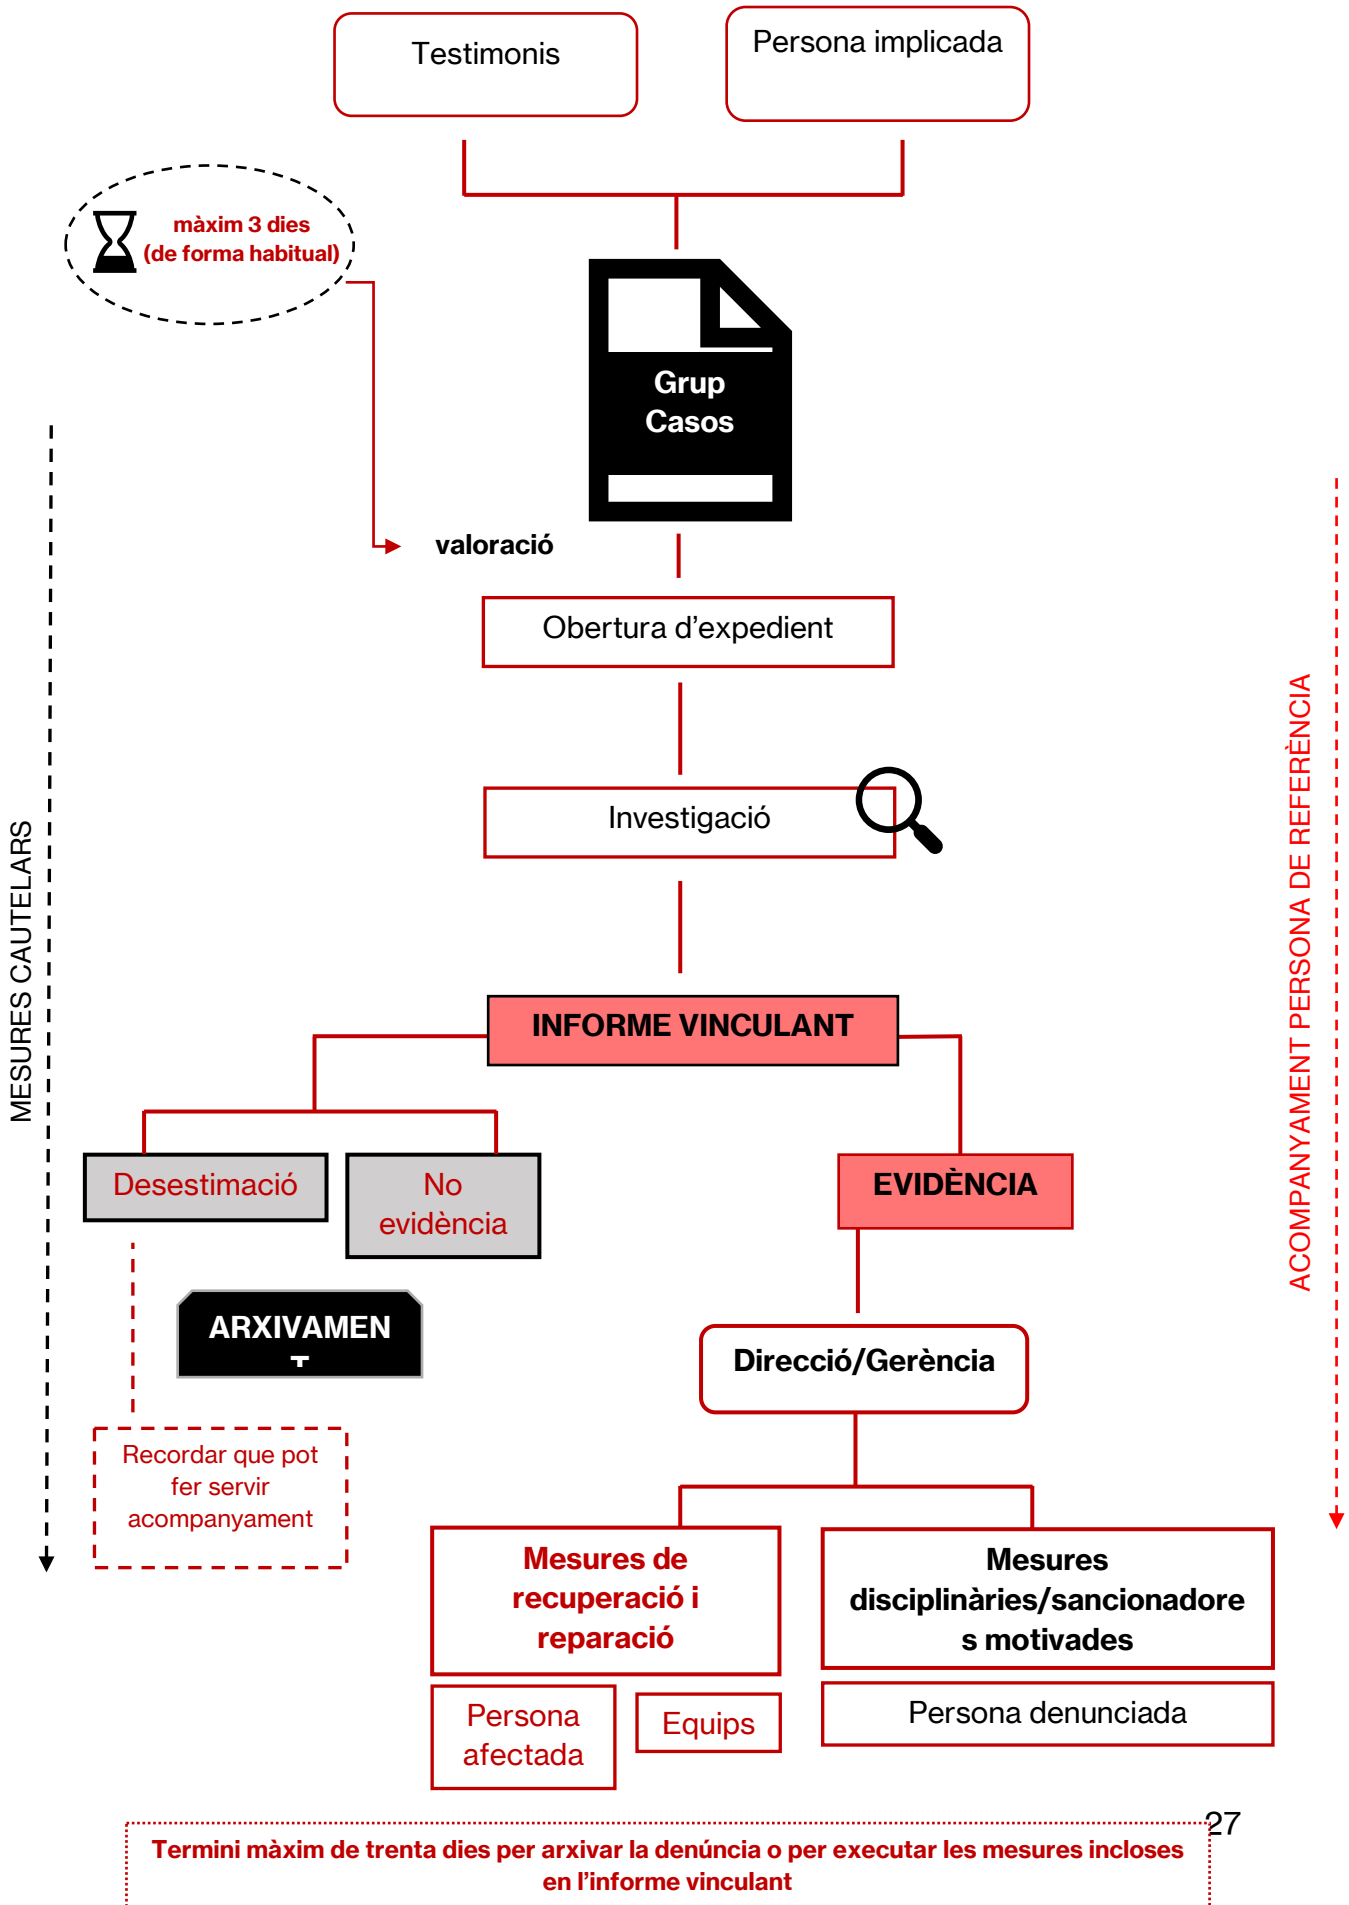 Testimonis
Persona implicada
màxim 3 dies
(de forma habitual)
Grup
Casos
valoració
Obertura d'expedient
Investigació
MESURES CAUTELARS
ACOMPANYAMENT PERSONA DE REFERÈNCIA
INFORME VINCULANT
Desestimació
No
evidència
EVIDÈNCIA
ARXIVAMEN
T
Direcció/Gerència
Recordar que pot
fer servir
acompanyament
Mesures de
recuperació i
reparació
Mesures
disciplinàries/sancionadore
s motivades
Persona
afectada
Equips
Persona denunciada
27
Termini màxim de trenta dies per arxivar la denúncia o per executar les mesures incloses
en l'informe vinculant